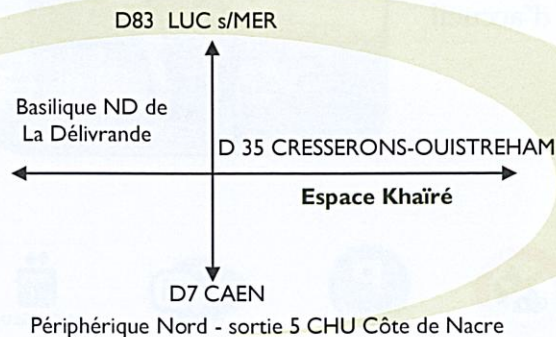 D83 LUC s/MER
Basilique ND de
La Délivrande
D 35 CRESSERONS-OUISTREHAM
Espace Khaïré
D7 CAEN
Périphérique Nord - sortie 5 CHU Côte de Nacre